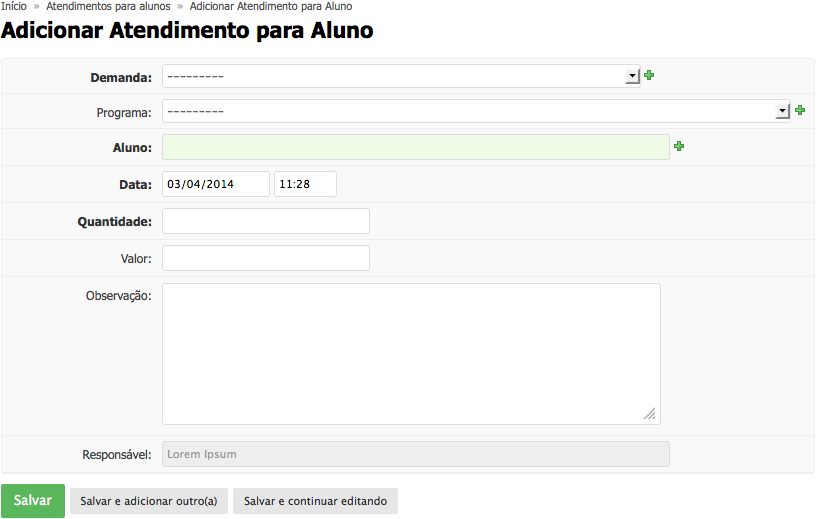 Início » Atendimentos para alunos » Adicionar Atendimento para Aluno
Adicionar Atendimento para Aluno
Demanda: ---------
Programa: ---------
Aluno:
Data: 03/04/2014 11:28
Quantidade:
Valor:
Observação:
Responsável: Lorem Ipsum
Salvar Salvar e adicionar outro(a) Salvar e continuar editando